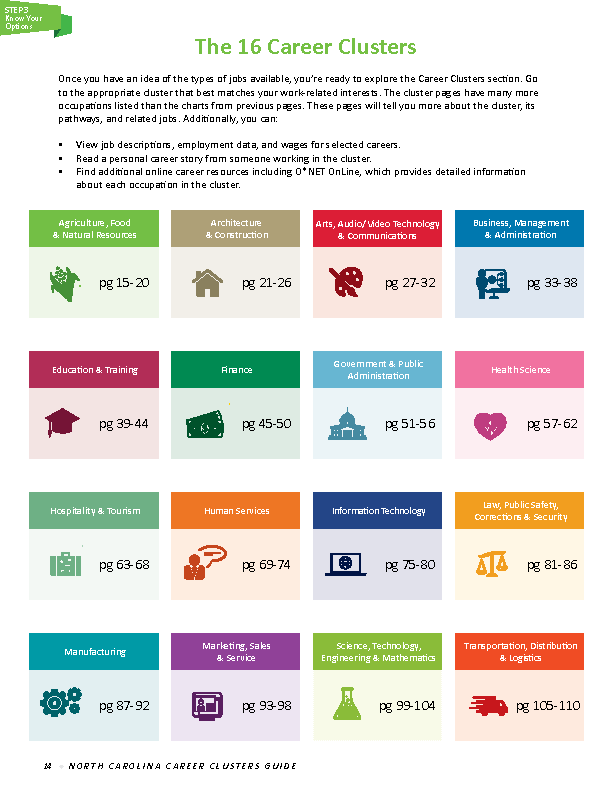 STEP 3
Know Your
Options
The 16 Career Clusters
Once you have an idea of the types of jobs available, you're ready to explore the Career Clusters section. Go
to the appropriate cluster that best matches your work-related interests. The cluster pages have many more
occupations listed than the charts from previous pages. These pages will tell you more about the cluster, its
pathways, and related jobs. Additionally, you can:
• View job descriptions, employment data, and wages for selected careers.
• Read a personal career story from someone working in the cluster.
• Find additional online career resources including O*NET OnLine, which provides detailed information
about each occupation in the cluster.
Agriculture, Food
& Natural Resources
pg 15-20
Architecture
& Construction
pg 21-26
Arts, Audio/Video Technology
& Communications
pg 27-32
Business, Management
& Administration
pg 33-38
Education & Training
pg 39-44
Finance
pg 45-50
Government & Public
Administration
pg 51-56
Health Science
pg 57-62
Hospitality & Tourism
pg 63-68
Human Services
pg 69-74
Information Technology
pg 75-80
Law, Public Safety,
Corrections & Security
pg 81-86
Manufacturing
pg 87-92
Marketing, Sales
& Service
pg 93-98
Science, Technology,
Engineering & Mathematics
pg 99-104
Transportation, Distribution
& Logistics
pg 105-110
14 • NORTH CAROLINA CAREER CLUSTERS GUIDE